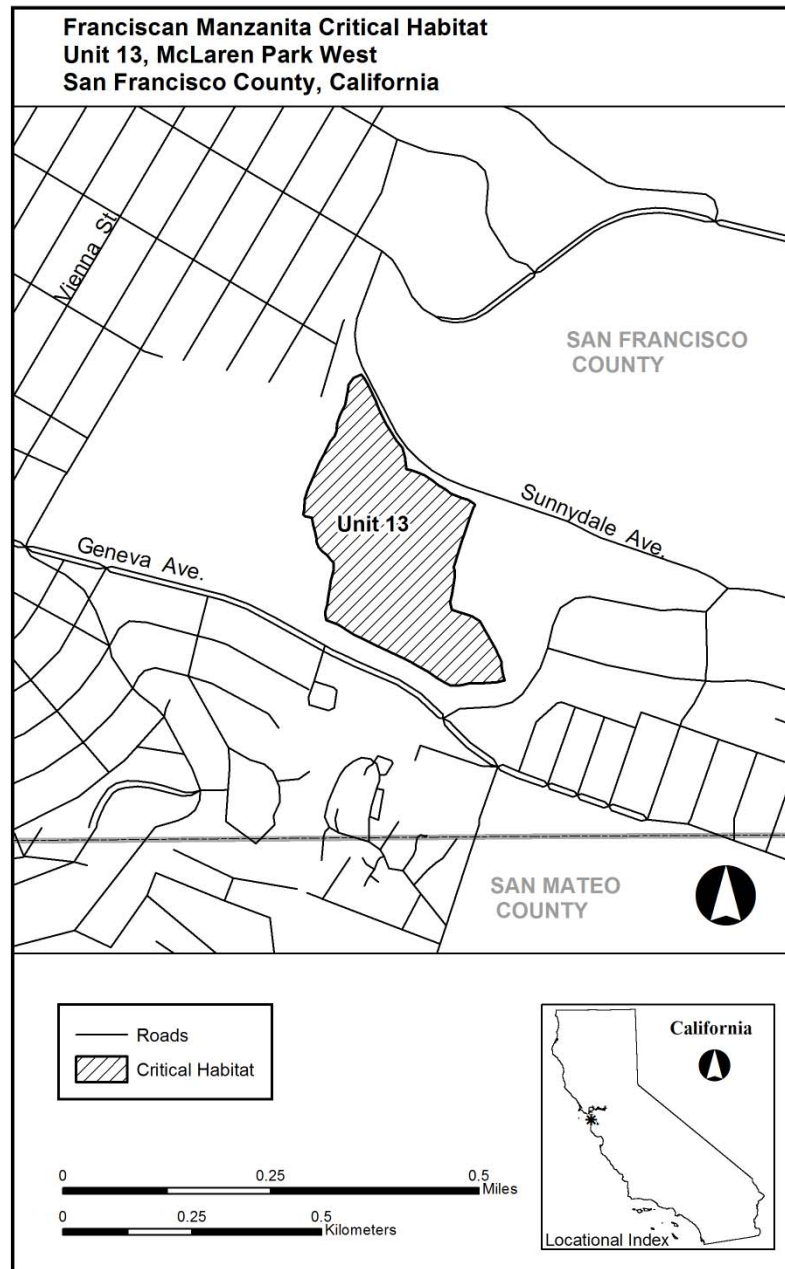 Franciscan Manzanita Critical Habitat
Unit 13, McLaren Park West
San Francisco County, California
Vienna St.
SAN FRANCISCO
COUNTY
Sunnydale Ave.
Unit 13
Geneva Ave.
SAN MATEO
COUNTY
Roads
Critical Habitat
California
Locational Index
0 0.25 0.5
Miles
0 0.25 0.5
Kilometers